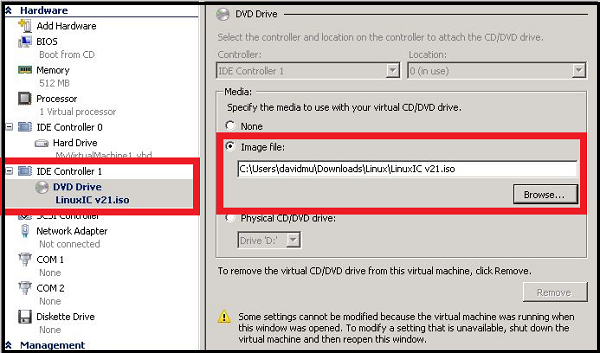 Hardware
Add Hardware
BIOS
Boot from CD
Memory
512 MB
Processor
1 Virtual processor
IDE Controller 0
Hard Drive
MyVirtualMachine1.vhd
IDE Controller 1
DVD Drive
LinuxIC v21.iso
SCSI Controller
Network Adapter
Not connected
COM 1
None
COM 2
None
Diskette Drive
None
Management
DVD Drive
Select the controller and location on the controller to attach the CD/DVD drive.
Controller: Location:
IDE Controller 1 0 (in use)
Media:
Specify the media to use with your virtual CD/DVD drive.
None
Image file:
C:\Users\davidmu\Downloads\Linux\LinuxIC v21.iso
Browse...
Physical CD/DVD drive:
Drive 'D:'
To remove the virtual CD/DVD drive from this virtual machine, click Remove.
Remove
Some settings cannot be modified because the virtual machine was running when
this window was opened. To modify a setting that is unavailable, shut down the
virtual machine and then reopen this window.